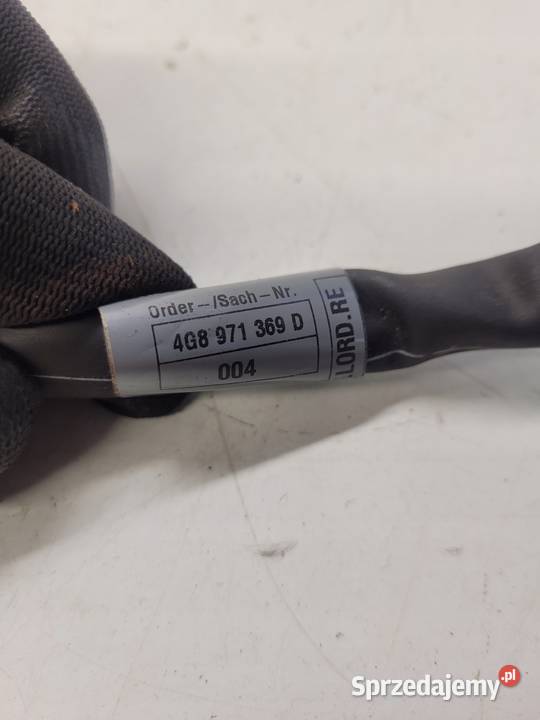 Order-/Sach-Nr.
4G8 971 369 D
004
LORD.RE
Sprzedajemy.pl